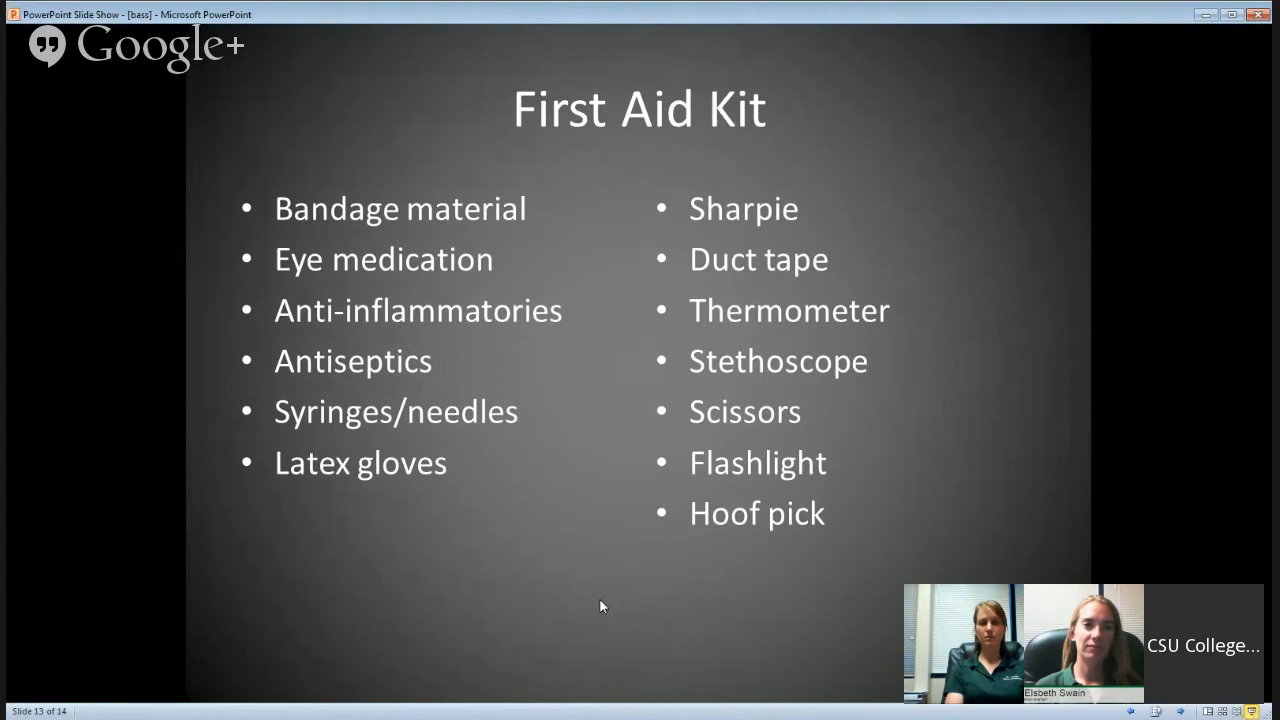 PowerPoint Slide Show - [bass] - Microsoft PowerPoint
Google+
First Aid Kit
• Bandage material
• Eye medication
• Anti-inflammatories
• Antiseptics
• Syringes/needles
• Latex gloves
• Sharpie
• Duct tape
• Thermometer
• Stethoscope
• Scissors
• Flashlight
• Hoof pick
Elsbeth Swain
CSU College...
Slide 13 of 14